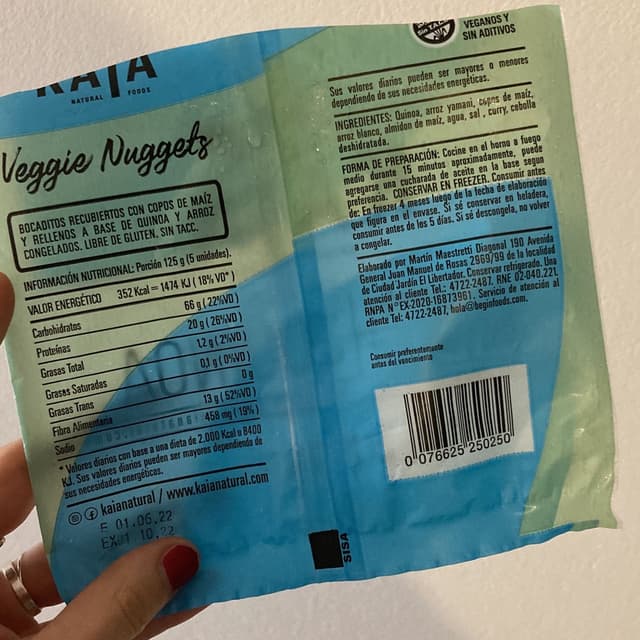 KAIA
NATURAL FOODS
Veggie Nuggets
BOCADITOS RECUBIERTOS CON COPOS DE MAÍZ
Y RELLENOS A BASE DE QUINOA Y ARROZ
CONGELADOS. LIBRE DE GLUTEN. SIN TACC.
INFORMACIÓN NUTRICIONAL: Porción 125 g (5 unidades).
VALOR ENERGÉTICO 352 Kcal = 1474 KJ ( 18% VD* )
Carbohidratos 66 g ( 22%VD )
Proteínas 20 g ( 26%VD )
Grasas Total 1,2 g ( 2%VD )
Grasas Saturadas 0,1 g ( 0%VD )
Grasas Trans 0g
Fibra Alimentaria 13 g ( 52%VD )
Sodio 458 mg ( 19% )
* Valores diarios con base a una dieta de 2.000 Kcal u 8400
KJ. Sus valores diarios pueden ser mayores dependiendo de
sus necesidades energéticas.
kaianatural / www.kaianatural.com
E 01.06.22
EX 01 10.22
VEGANOS Y
SIN ADITIVOS
Sus valores diarios pueden ser mayores o menores
dependiendo de sus necesidades energéticas.
INGREDIENTES: Quinoa, arroz yamani, copos de maíz,
arroz blanco, almidon de maíz, agua, sal , curry, cebolla
deshidratada.
FORMA DE PREPARACIÓN: Cocine en el horno a fuego
medio durante 15 minutos aproximadamente, puede
agregarse una cucharada de aceite en la base segun
preferencia. CONSERVAR EN FREEZER. Consumir antes
de: En freezer 4 meses luego de la fecha de elaboración
que figura en el envase. Si se conservan en heladera,
consumir antes de los 5 días. Si se descongela, no volver
a congelar.
Elaborado por Martín Maestretti Diagonal 190 Avenida
General Juan Manuel de Rosas 2969/99 de la localidad
de Ciudad Jardín El Libertador. Conservar refrigerado. Una
atención al cliente Tel.: 4722-2487. RNE: 02-040.22L
RNPA N° EX-2020-16873961. Servicio de atención al
cliente Tel: 4722-2487, hola@beginfoods.com.
Consumir preferentemente
antes del vencimiento
0 076625 250250
SISA